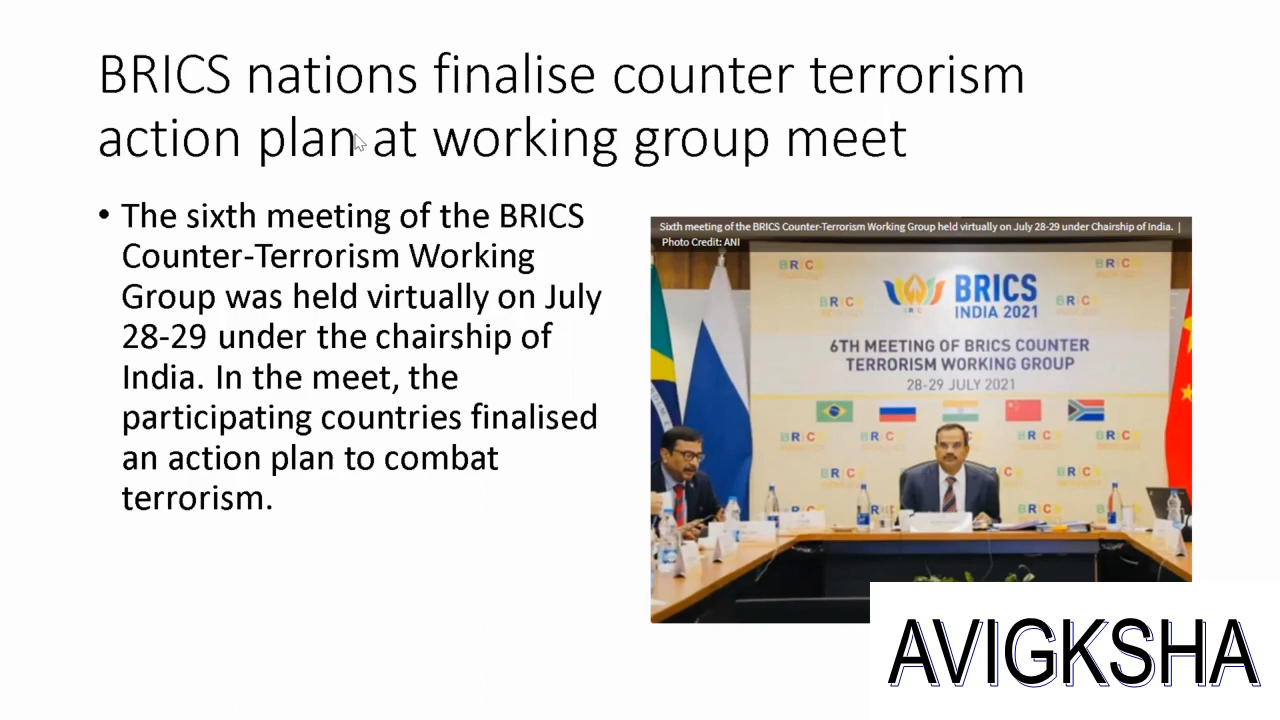 BRICS nations finalise counter terrorism
action plan at working group meet
• The sixth meeting of the BRICS
Counter-Terrorism Working
Group was held virtually on July
28-29 under the chairship of
India. In the meet, the
participating countries finalised
an action plan to combat
terrorism.
Sixth meeting of the BRICS Counter-Terrorism Working Group held virtually on July 28-29 under Chairship of India. |
Photo Credit: ANI
BRICS
INDIA 2021
6TH MEETING OF BRICS COUNTER
TERRORISM WORKING GROUP
28-29 JULY 2021
AVIGKSHA